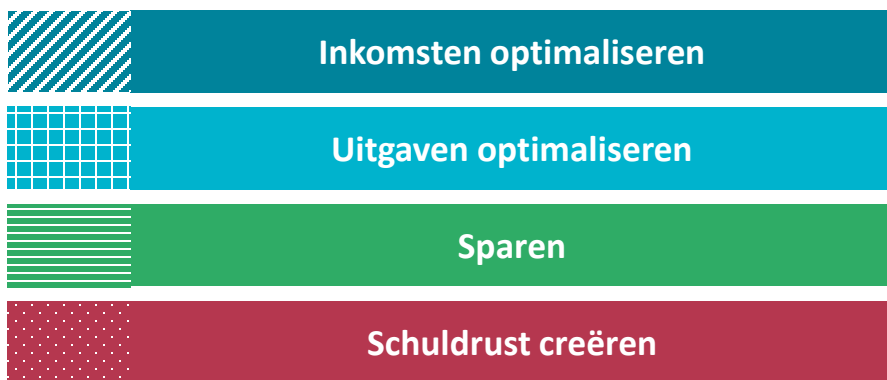 Inkomsten optimaliseren
Uitgaven optimaliseren
Sparen
Schuldrust creëren